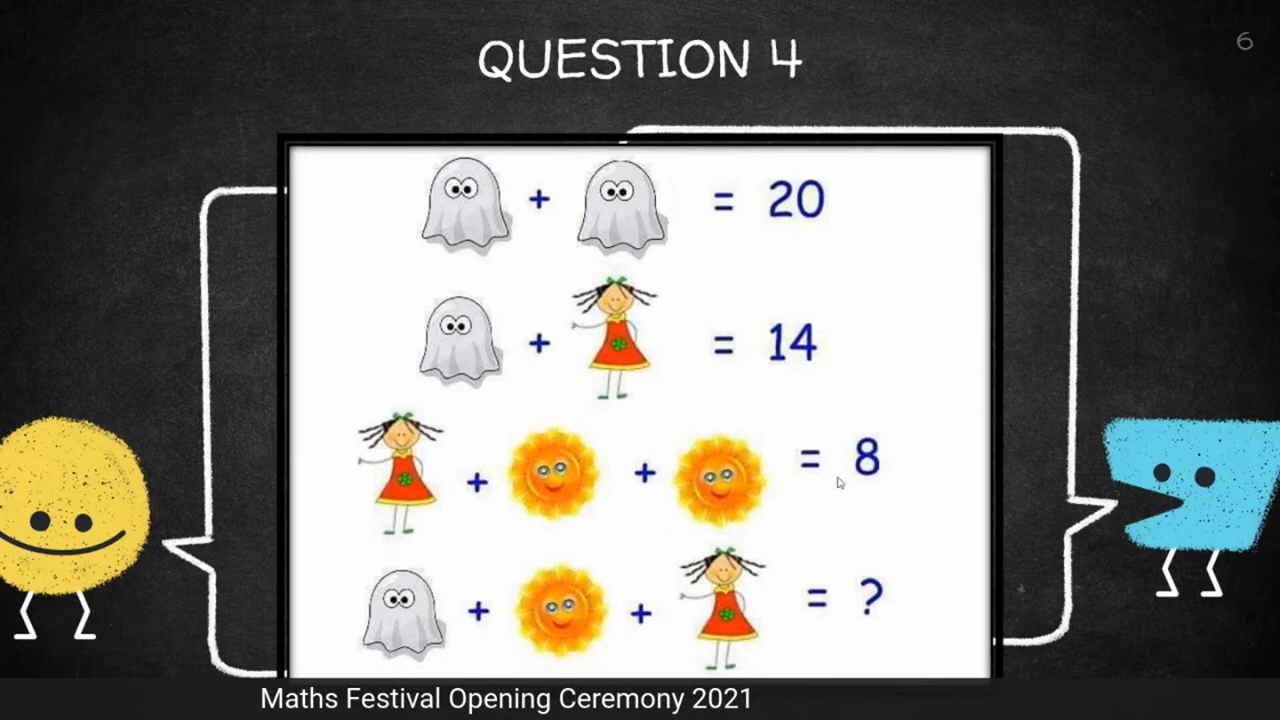 QUESTION 4
6
+ = 20
+ = 14
+ + = 8
+ + = ?
Maths Festival Opening Ceremony 2021